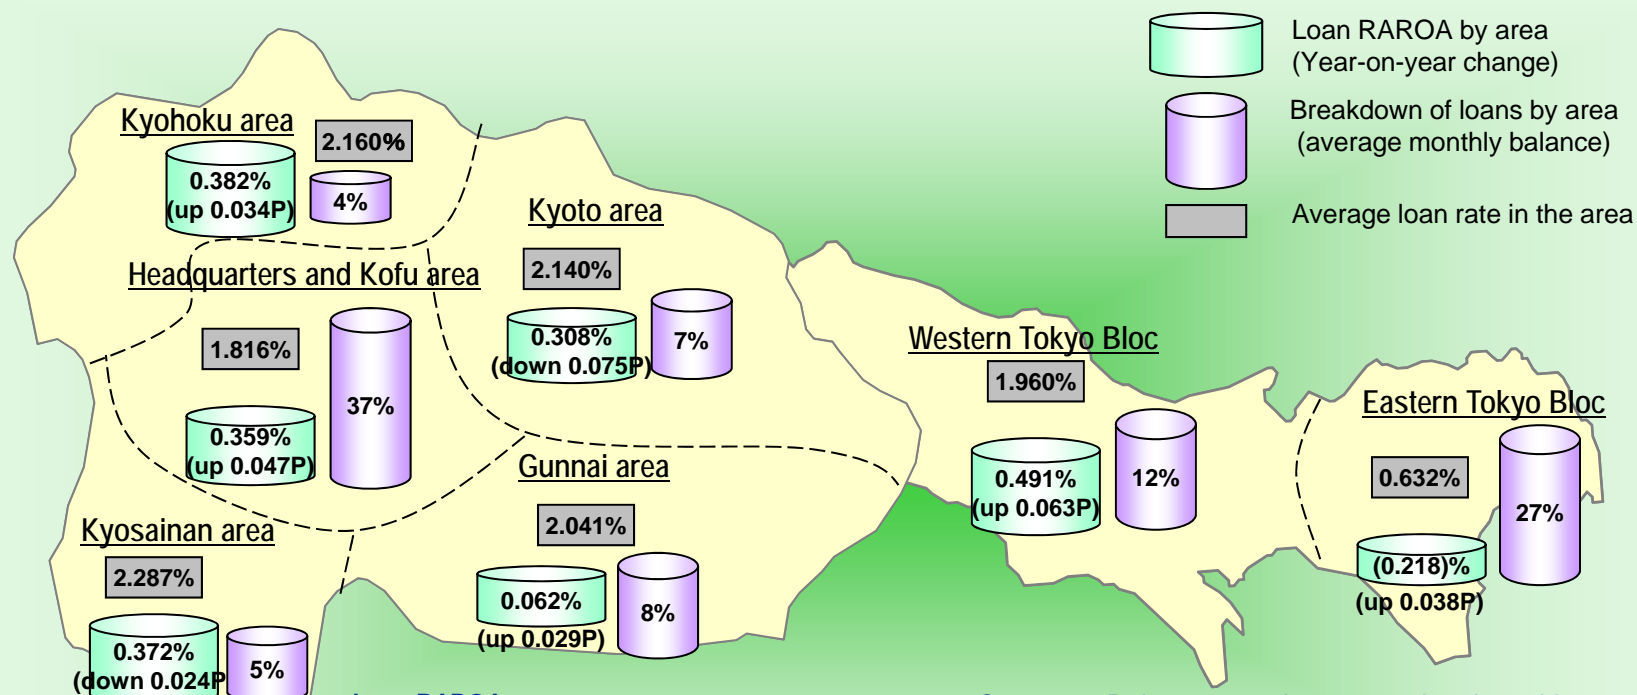 Loan RAROA by area
(Year-on-year change)
Breakdown of loans by area
(average monthly balance)
Average loan rate in the area
Kyohoku area
2.160%
0.382%
(up 0.034P)
4%
Kyoto area
2.140%
0.308%
(down 0.075P)
7%
Headquarters and Kofu area
1.816%
37%
0.359%
(up 0.047P)
Western Tokyo Bloc
1.960%
0.491%
(up 0.063P)
12%
Eastern Tokyo Bloc
0.632%
27%
(0.218)%
(up 0.038P)
Gunnai area
2.041%
0.062%
(up 0.029P)
8%
Kyosainan area
2.287%
0.372%
(down 0.024P
5%